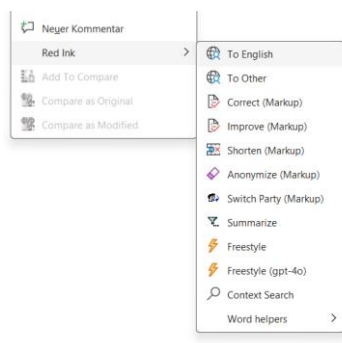 Neuer Kommentar
Red Ink
Add To Compare
Compare as Original
Compare as Modified
To English
To Other
Correct (Markup)
Improve (Markup)
Shorten (Markup)
Anonymize (Markup)
Switch Party (Markup)
Summarize
Freestyle
Freestyle (gpt-4o)
Context Search
Word helpers